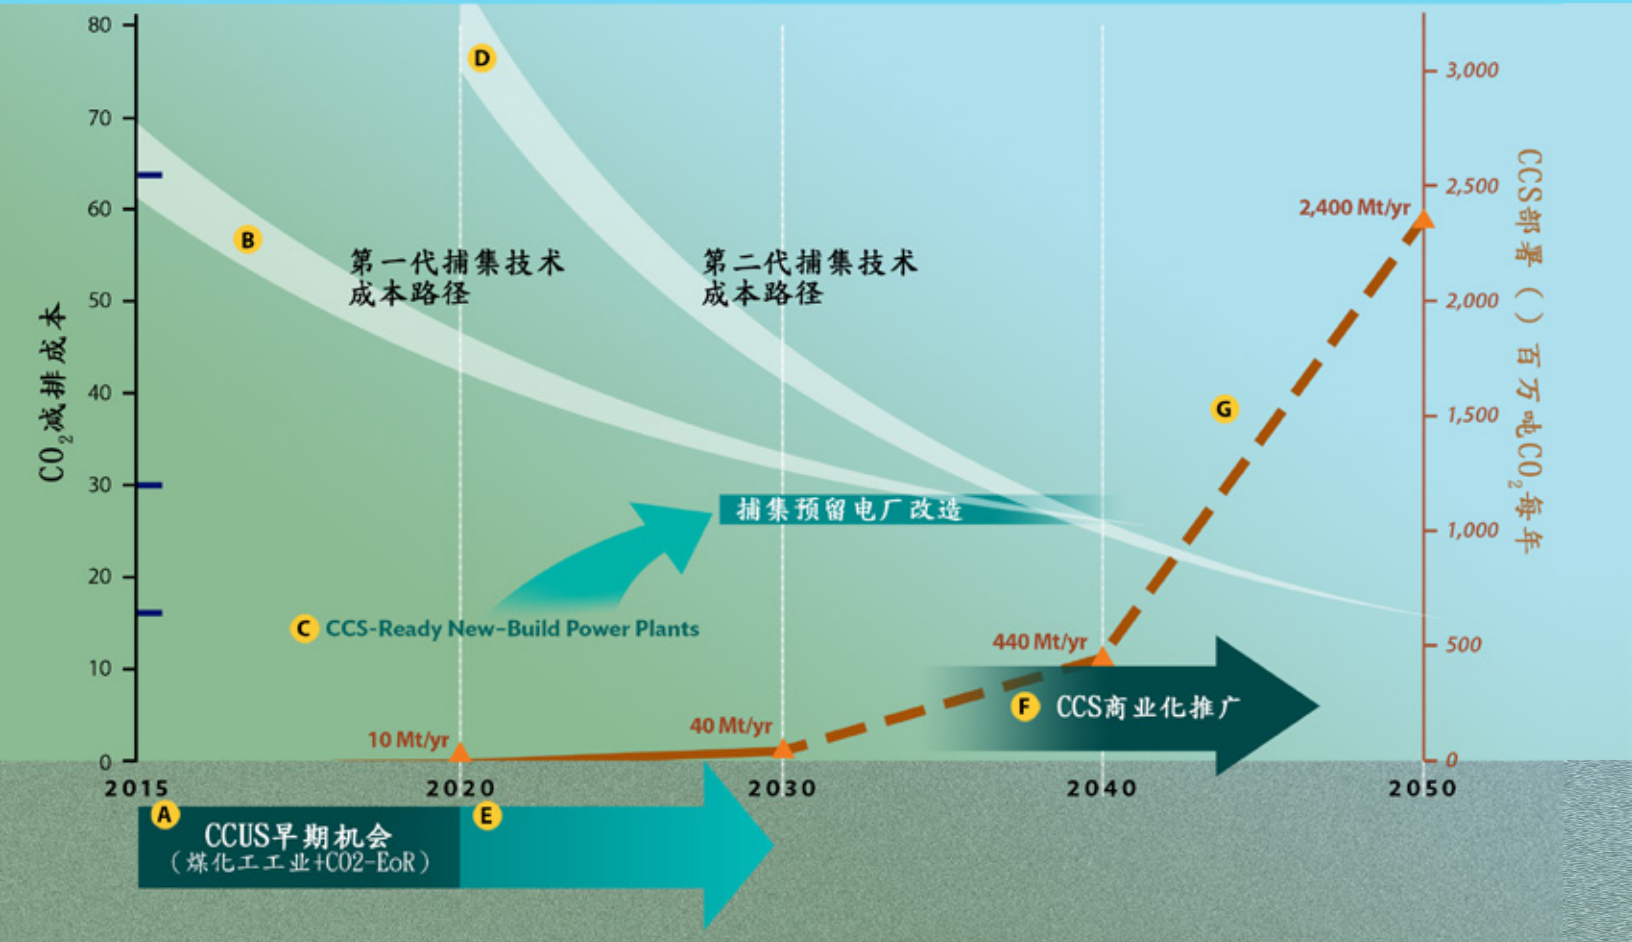 80
70
60
50
40
30
20
10
0
CO₂减排成本
3,000
2,500
2,000
1,500
1,000
500
0
CCS部署（）百万吨CO₂每年
D
B
第一代捕集技术
成本路径
第二代捕集技术
成本路径
2,400 Mt/yr
G
捕集预留电厂改造
C CCS-Ready New-Build Power Plants
440 Mt/yr
F CCS商业化推广
40 Mt/yr
10 Mt/yr
2015 2020 2030 2040 2050
A E
CCUS早期机会
（煤化工工业+CO2-EoR）